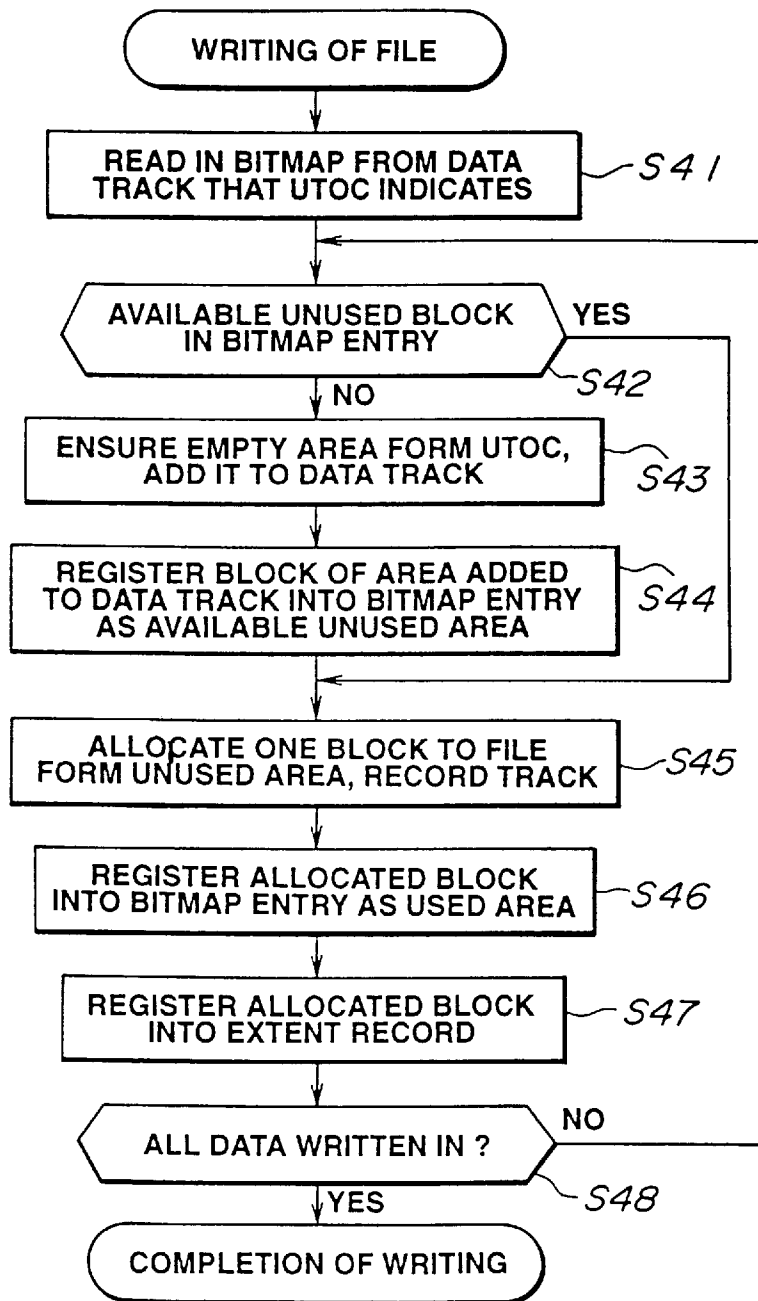 WRITING OF FILE
READ IN BITMAP FROM DATA
TRACK THAT UTOC INDICATES
S41
AVAILABLE UNUSED BLOCK
IN BITMAP ENTRY
YES
S42
NO
ENSURE EMPTY AREA FORM UTOC,
ADD IT TO DATA TRACK
S43
REGISTER BLOCK OF AREA ADDED
TO DATA TRACK INTO BITMAP ENTRY
AS AVAILABLE UNUSED AREA
S44
ALLOCATE ONE BLOCK TO FILE
FORM UNUSED AREA, RECORD TRACK
S45
REGISTER ALLOCATED BLOCK
INTO BITMAP ENTRY AS USED AREA
S46
REGISTER ALLOCATED BLOCK
INTO EXTENT RECORD
S47
ALL DATA WRITTEN IN ?
NO
S48
YES
COMPLETION OF WRITING